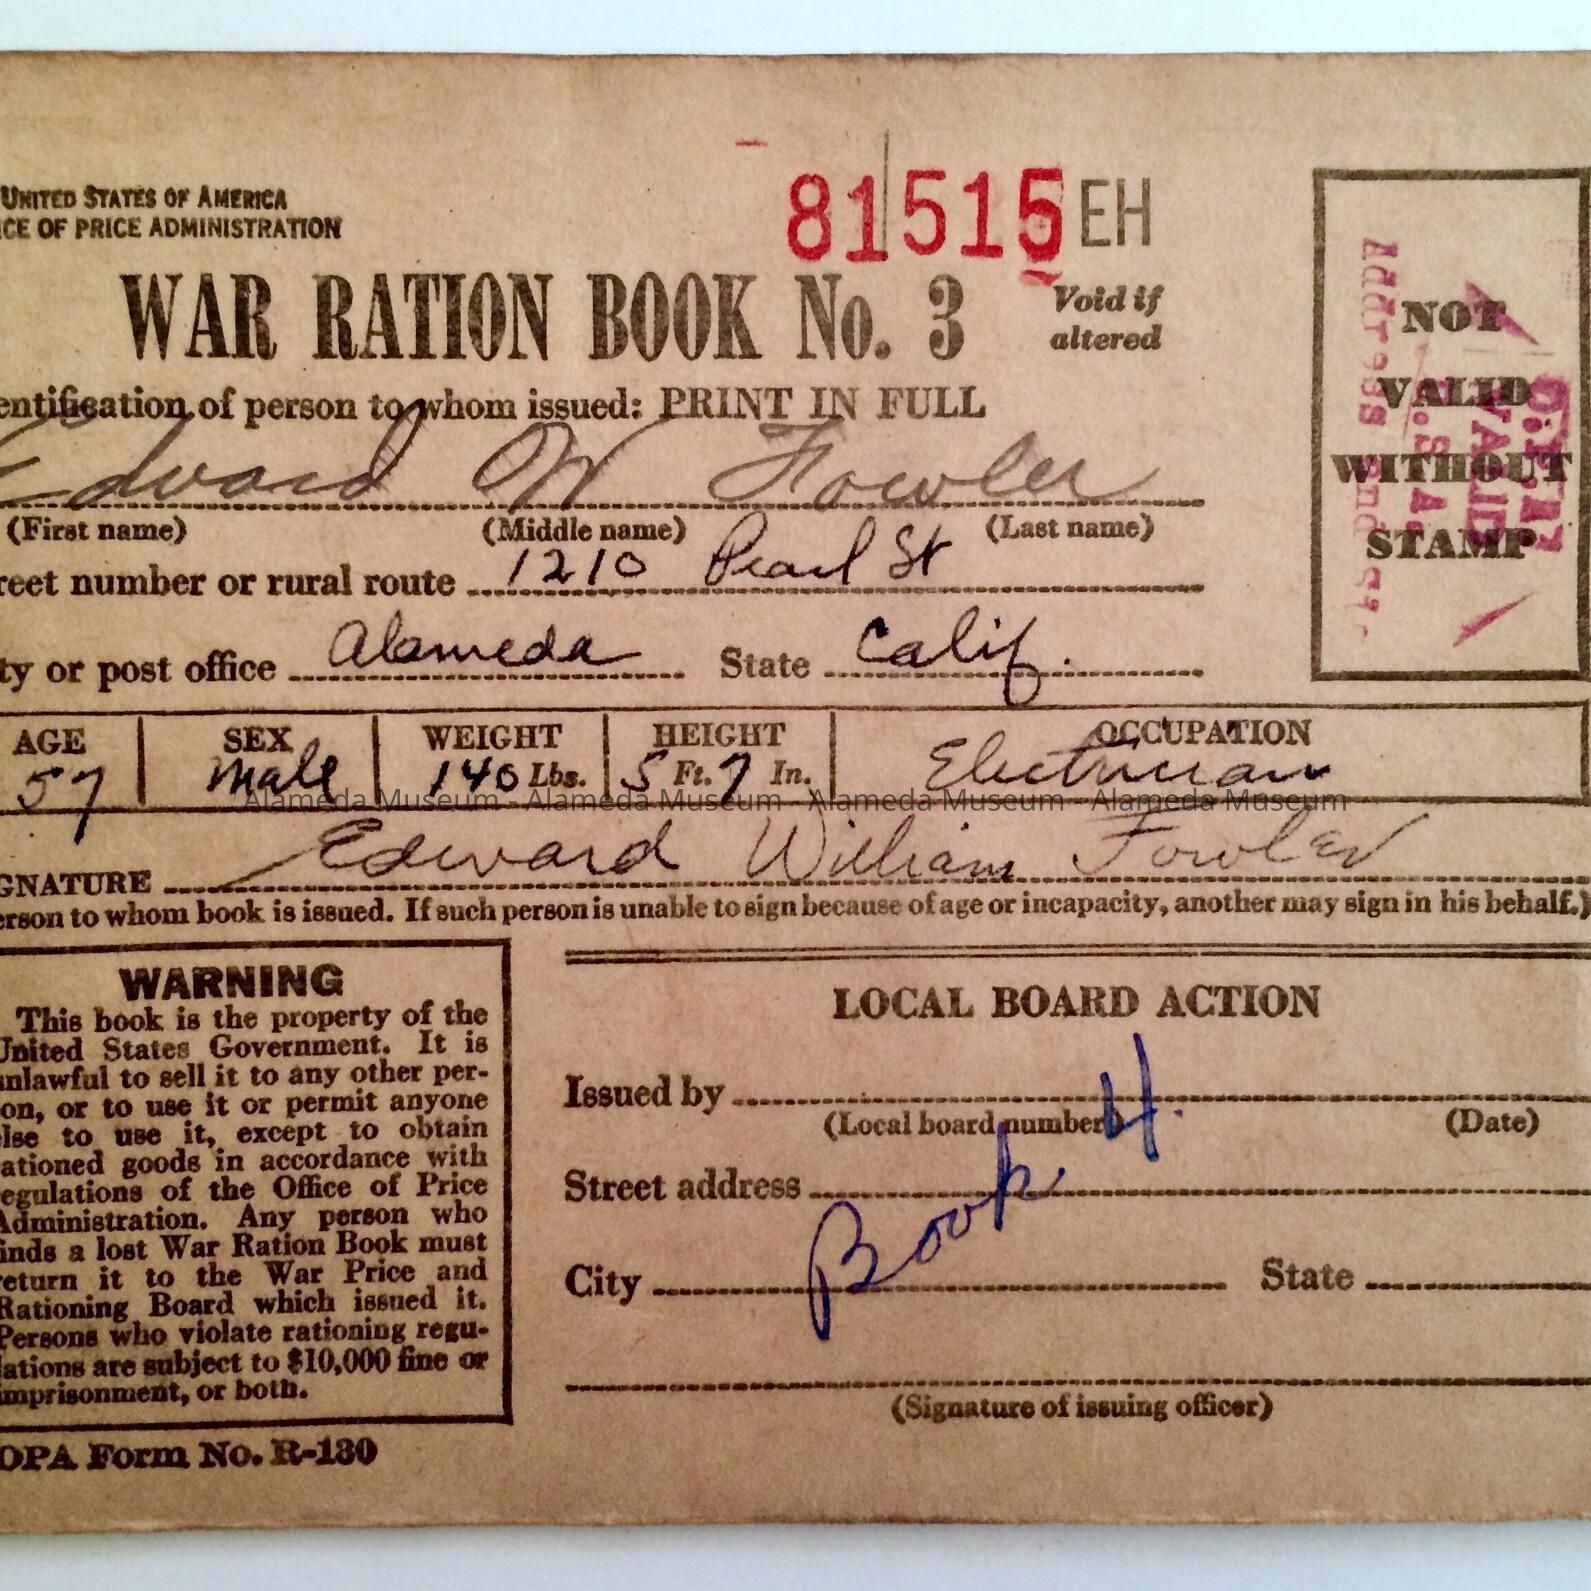 UNITED STATES OF AMERICA
ICE OF PRICE ADMINISTRATION
81515 EH
WAR RATION BOOK No. 3
Void if altered
entification of person to whom issued: PRINT IN FULL
Edward W Fowler
(First name) (Middle name) (Last name)
reet number or rural route 1210 Pearl St
ty or post office Alameda State Calif.
AGE SEX WEIGHT HEIGHT OCCUPATION
57 Male 140 Lbs. 5 Ft. 7 In. Electrician
Alameda Museum - Alameda Museum - Alameda Museum - Alameda Museum
GNATURE Edward William Fowler
erson to whom book is issued. If such person is unable to sign because of age or incapacity, another may sign in his behalf.)
NOT
VALID
WITHOUT
STAMP
WARNING
This book is the property of the
United States Government. It is
unlawful to sell it to any other per-
on, or to use it or permit anyone
lse to use it, except to obtain
ationed goods in accordance with
egulations of the Office of Price
Administration. Any person who
inds a lost War Ration Book must
eturn it to the War Price and
Rationing Board which issued it.
Persons who violate rationing regu-
lations are subject to $10,000 fine or
imprisonment, or both.
OPA Form No. R-130
LOCAL BOARD ACTION
Issued by
(Local board number) (Date)
Street address
City State
Book H.
(Signature of issuing officer)